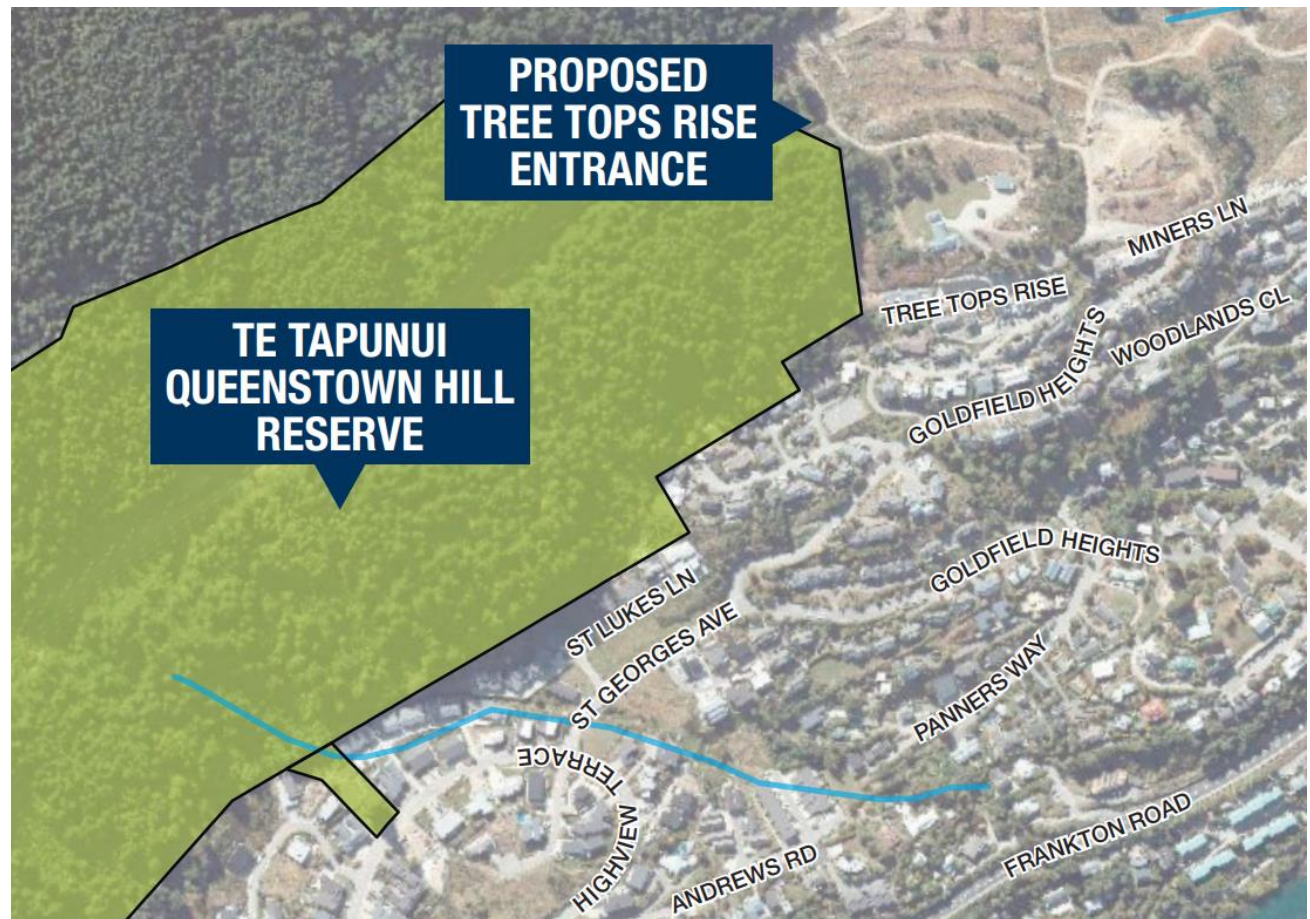 PROPOSED
TREE TOPS RISE
ENTRANCE
TE TAPUNUI
QUEENSTOWN HILL
RESERVE
MINERS LN
TREE TOPS RISE
WOODLANDS CL
GOLDFIELD HEIGHTS
GOLDFIELD HEIGHTS
ST LUKES LN
ST GEORGES AVE
PANNERS WAY
HIGHVIEW TERRACE
FRANKTON ROAD
ANDREWS RD